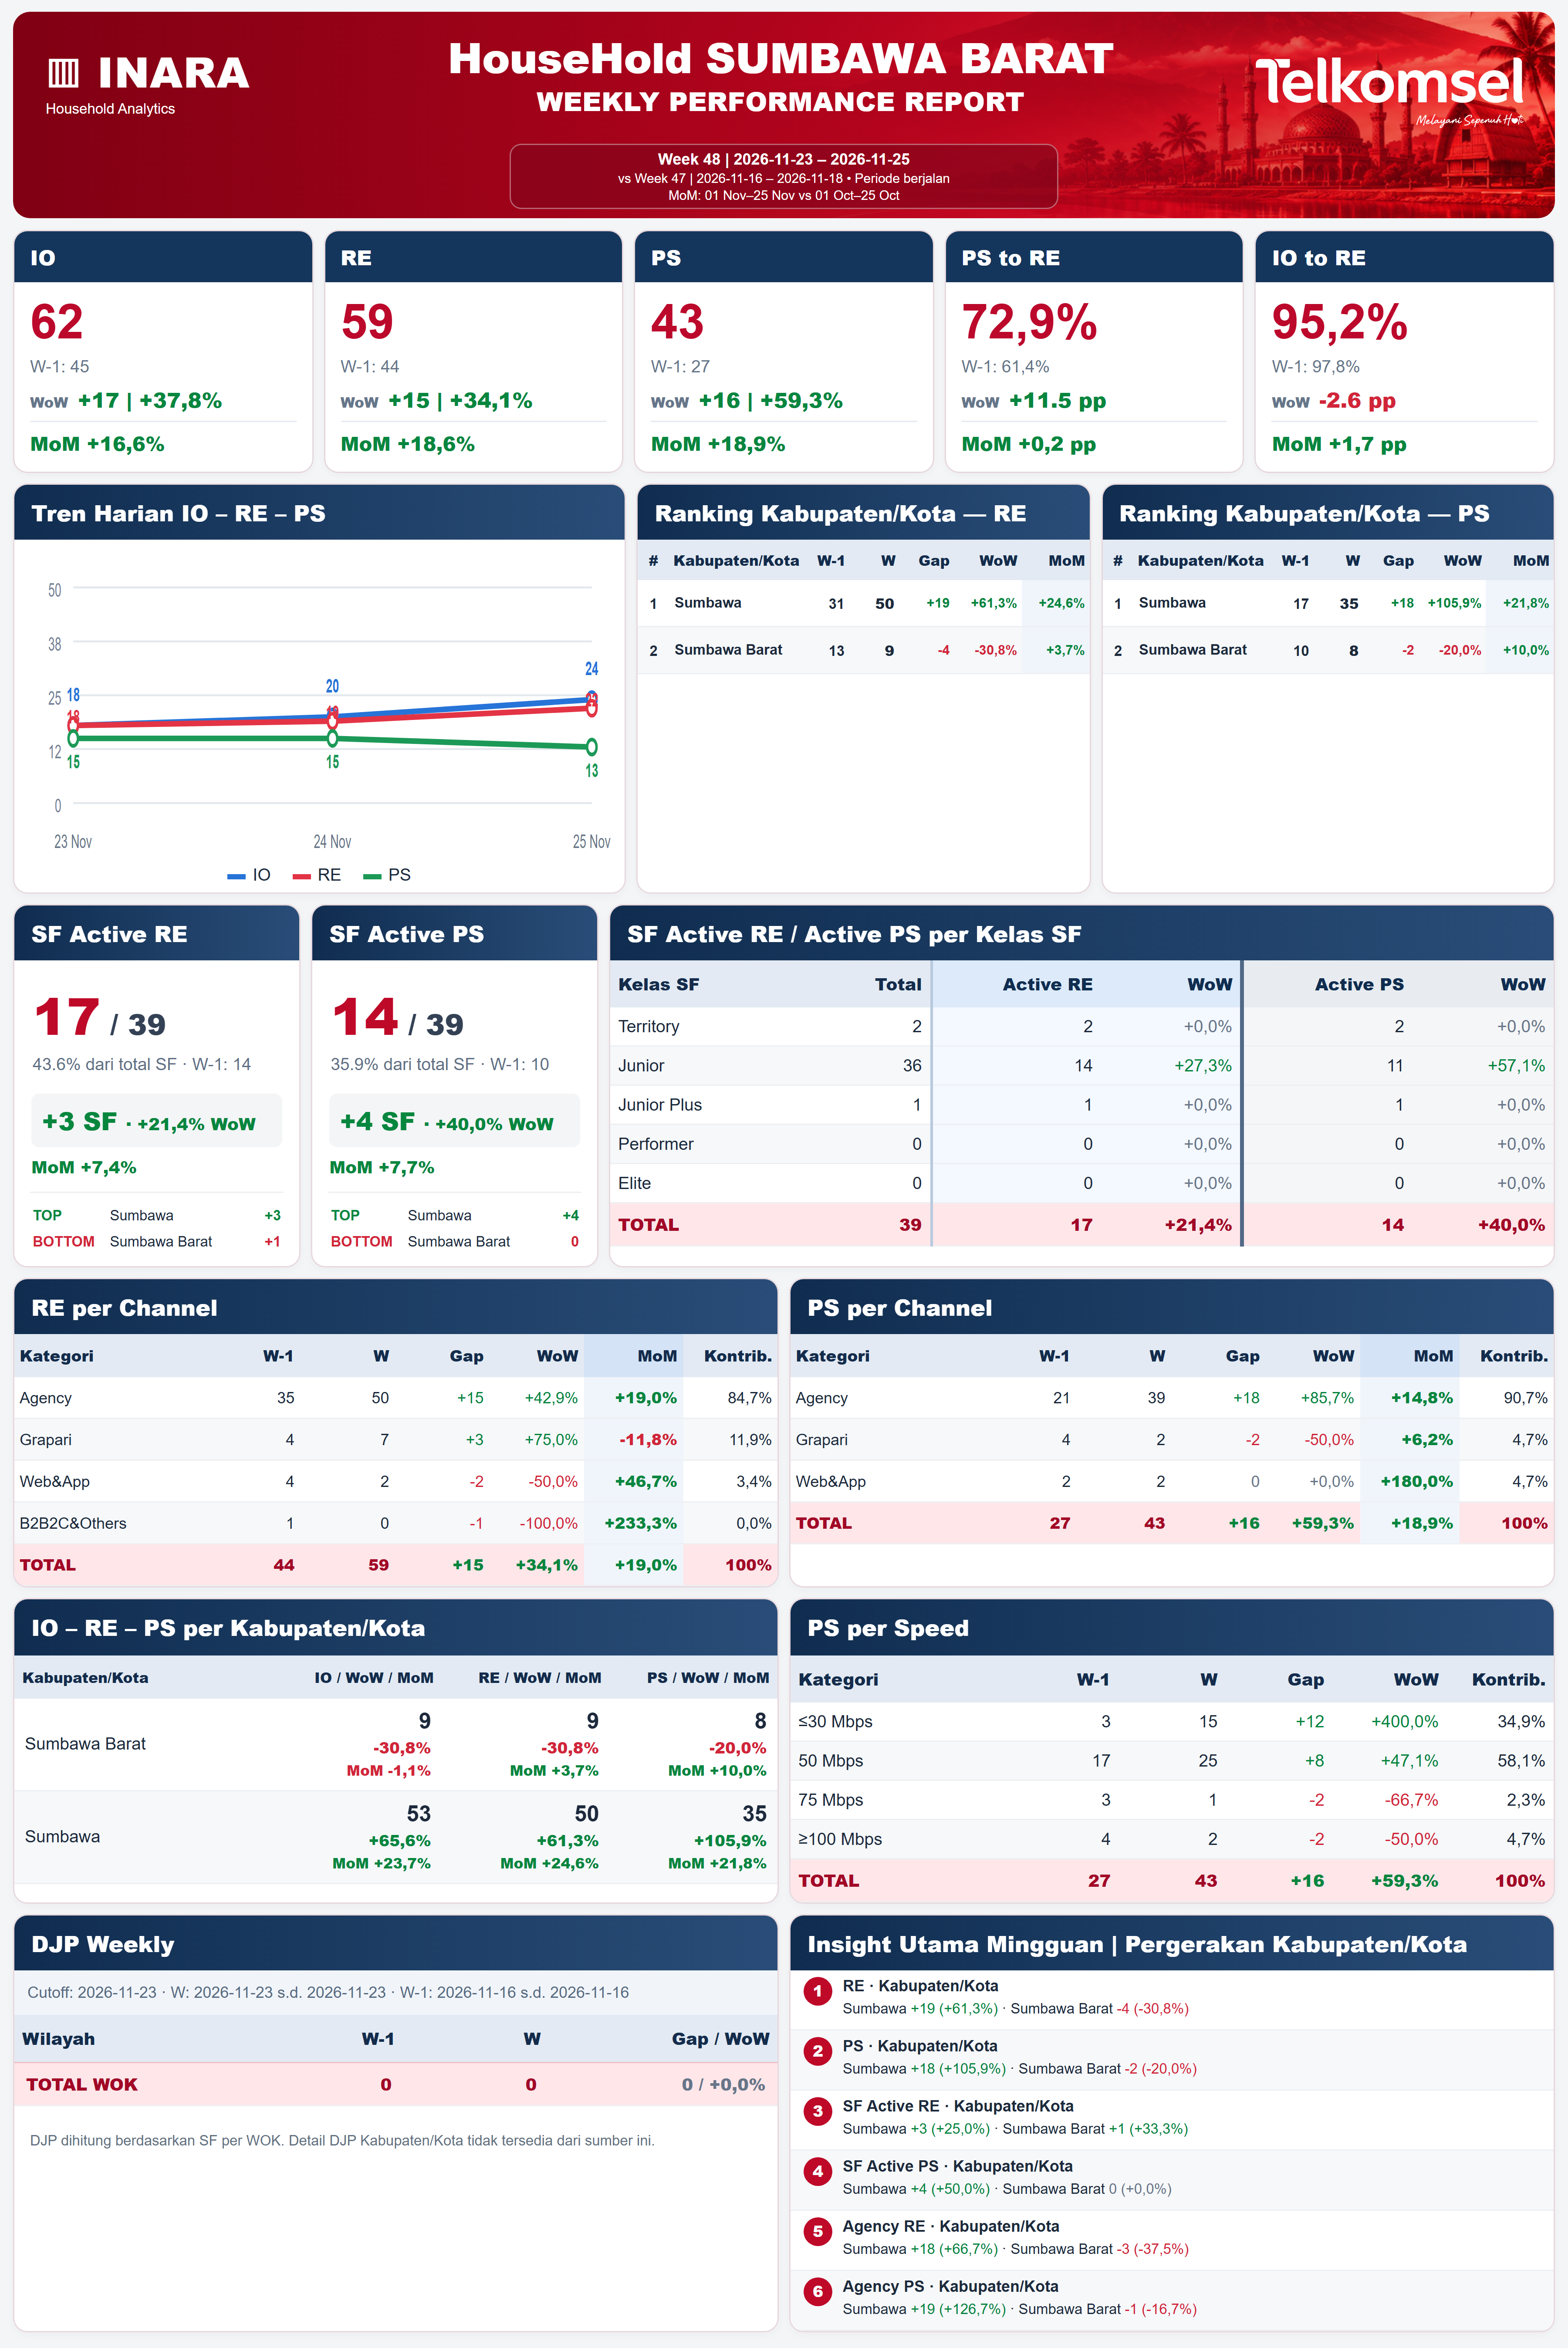 INARA
Household Analytics
HouseHold SUMBAWA BARAT
WEEKLY PERFORMANCE REPORT
Week 48 | 2026-11-23 – 2026-11-25
vs Week 47 | 2026-11-16 – 2026-11-18 • Periode berjalan
MoM: 01 Nov–25 Nov vs 01 Oct–25 Oct
Telkomsel
Melayani Sepenuh Hati
IO
62
W-1: 45
WoW +17 | +37,8%
MoM +16,6%
RE
59
W-1: 44
WoW +15 | +34,1%
MoM +18,6%
PS
43
W-1: 27
WoW +16 | +59,3%
MoM +18,9%
PS to RE
72,9%
W-1: 61,4%
WoW +11.5 pp
MoM +0,2 pp
IO to RE
95,2%
W-1: 97,8%
WoW -2.6 pp
MoM +1,7 pp
Tren Harian IO – RE – PS
50
38
25
12
0
18 20 24
18
15 15 13
23 Nov 24 Nov 25 Nov
IO RE PS
Ranking Kabupaten/Kota — RE
# Kabupaten/Kota W-1 W Gap WoW MoM
1 Sumbawa 31 50 +19 +61,3% +24,6%
2 Sumbawa Barat 13 9 -4 -30,8% +3,7%
Ranking Kabupaten/Kota — PS
# Kabupaten/Kota W-1 W Gap WoW MoM
1 Sumbawa 17 35 +18 +105,9% +21,8%
2 Sumbawa Barat 10 8 -2 -20,0% +10,0%
SF Active RE
17 / 39
43.6% dari total SF · W-1: 14
+3 SF · +21,4% WoW
MoM +7,4%
TOP Sumbawa +3
BOTTOM Sumbawa Barat +1
SF Active PS
14 / 39
35.9% dari total SF · W-1: 10
+4 SF · +40,0% WoW
MoM +7,7%
TOP Sumbawa +4
BOTTOM Sumbawa Barat 0
SF Active RE / Active PS per Kelas SF
Kelas SF Total Active RE WoW Active PS WoW
Territory 2 2 +0,0% 2 +0,0%
Junior 36 14 +27,3% 11 +57,1%
Junior Plus 1 1 +0,0% 1 +0,0%
Performer 0 0 +0,0% 0 +0,0%
Elite 0 0 +0,0% 0 +0,0%
TOTAL 39 17 +21,4% 14 +40,0%
RE per Channel
Kategori W-1 W Gap WoW MoM Kontrib.
Agency 35 50 +15 +42,9% +19,0% 84,7%
Grapari 4 7 +3 +75,0% -11,8% 11,9%
Web&App 4 2 -2 -50,0% +46,7% 3,4%
B2B2C&Others 1 0 -1 -100,0% +233,3% 0,0%
TOTAL 44 59 +15 +34,1% +19,0% 100%
PS per Channel
Kategori W-1 W Gap WoW MoM Kontrib.
Agency 21 39 +18 +85,7% +14,8% 90,7%
Grapari 4 2 -2 -50,0% +6,2% 4,7%
Web&App 2 2 0 +0,0% +180,0% 4,7%
TOTAL 27 43 +16 +59,3% +18,9% 100%
IO – RE – PS per Kabupaten/Kota
Kabupaten/Kota IO / WoW / MoM RE / WoW / MoM PS / WoW / MoM
9 9 8
Sumbawa Barat -30,8% -30,8% -20,0%
MoM -1,1% MoM +3,7% MoM +10,0%
53 50 35
Sumbawa +65,6% +61,3% +105,9%
MoM +23,7% MoM +24,6% MoM +21,8%
PS per Speed
Kategori W-1 W Gap WoW Kontrib.
≤30 Mbps 3 15 +12 +400,0% 34,9%
50 Mbps 17 25 +8 +47,1% 58,1%
75 Mbps 3 1 -2 -66,7% 2,3%
≥100 Mbps 4 2 -2 -50,0% 4,7%
TOTAL 27 43 +16 +59,3% 100%
DJP Weekly
Cutoff: 2026-11-23 · W: 2026-11-23 s.d. 2026-11-23 · W-1: 2026-11-16 s.d. 2026-11-16
Wilayah W-1 W Gap / WoW
TOTAL WOK 0 0 0 / +0,0%
DJP dihitung berdasarkan SF per WOK. Detail DJP Kabupaten/Kota tidak tersedia dari sumber ini.
Insight Utama Mingguan | Pergerakan Kabupaten/Kota
1 RE · Kabupaten/Kota
Sumbawa +19 (+61,3%) · Sumbawa Barat -4 (-30,8%)
2 PS · Kabupaten/Kota
Sumbawa +18 (+105,9%) · Sumbawa Barat -2 (-20,0%)
3 SF Active RE · Kabupaten/Kota
Sumbawa +3 (+25,0%) · Sumbawa Barat +1 (+33,3%)
4 SF Active PS · Kabupaten/Kota
Sumbawa +4 (+50,0%) · Sumbawa Barat 0 (+0,0%)
5 Agency RE · Kabupaten/Kota
Sumbawa +18 (+66,7%) · Sumbawa Barat -3 (-37,5%)
6 Agency PS · Kabupaten/Kota
Sumbawa +19 (+126,7%) · Sumbawa Barat -1 (-16,7%)